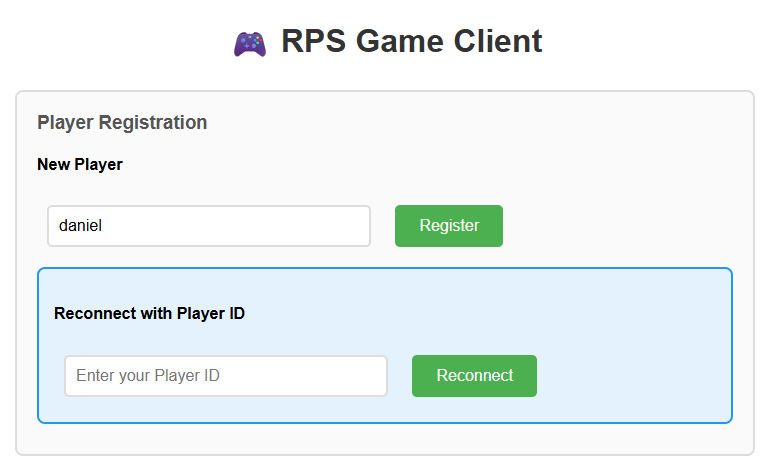 🎮 RPS Game Client
Player Registration
New Player
daniel
Register
Reconnect with Player ID
Enter your Player ID
Reconnect